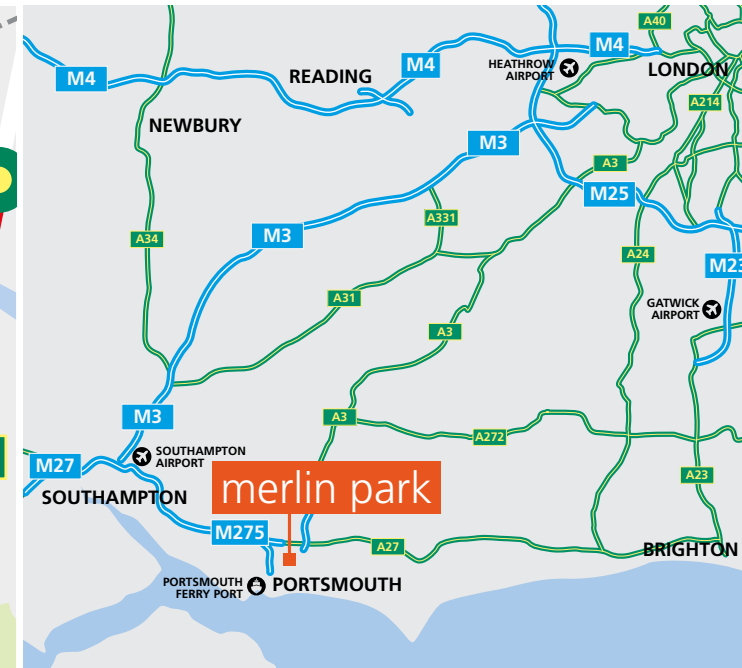 A40
M4
HEATHROW
AIRPORT
LONDON
M4
READING
M4
A214
NEWBURY
M3
A3
M25
A331
M3
A34
A24
M23
A31
GATWICK
AIRPORT
A3
M3
A3
A272
SOUTHAMPTON
AIRPORT
M27
A23
SOUTHAMPTON
merlin park
M275
A27
BRIGHTON
PORTSMOUTH
FERRY PORT
PORTSMOUTH